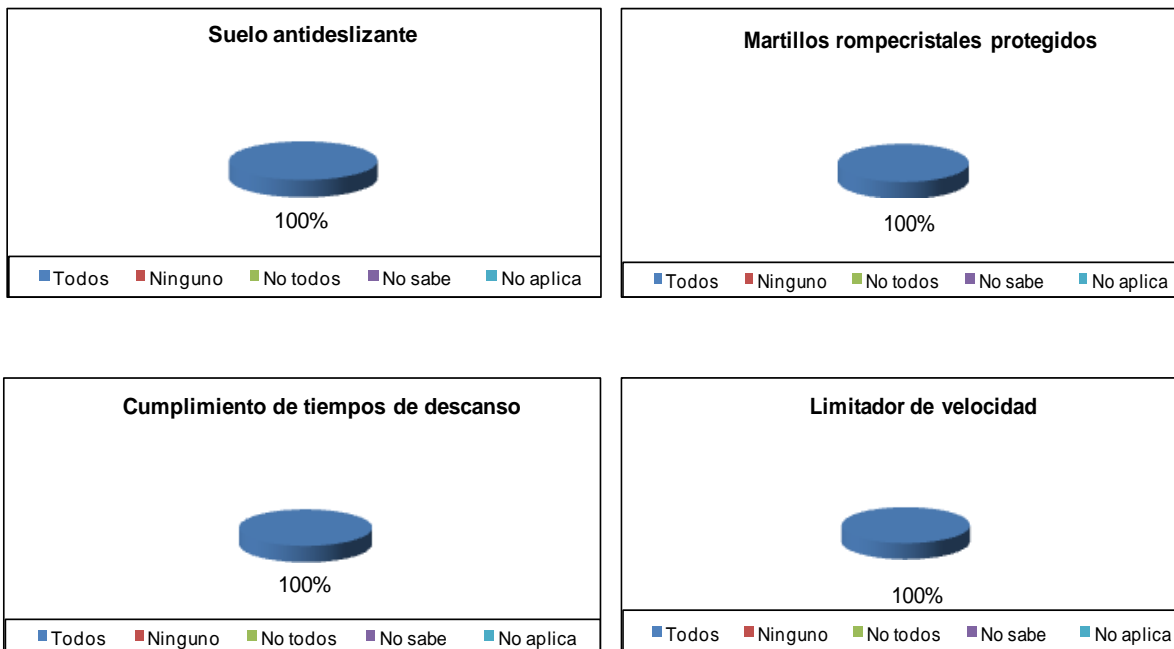 Suelo antideslizante
100%
Todos Ninguno No todos No sabe No aplica
Martillos rompecristales protegidos
100%
Todos Ninguno No todos No sabe No aplica
Cumplimiento de tiempos de descanso
100%
Todos Ninguno No todos No sabe No aplica
Limitador de velocidad
100%
Todos Ninguno No todos No sabe No aplica